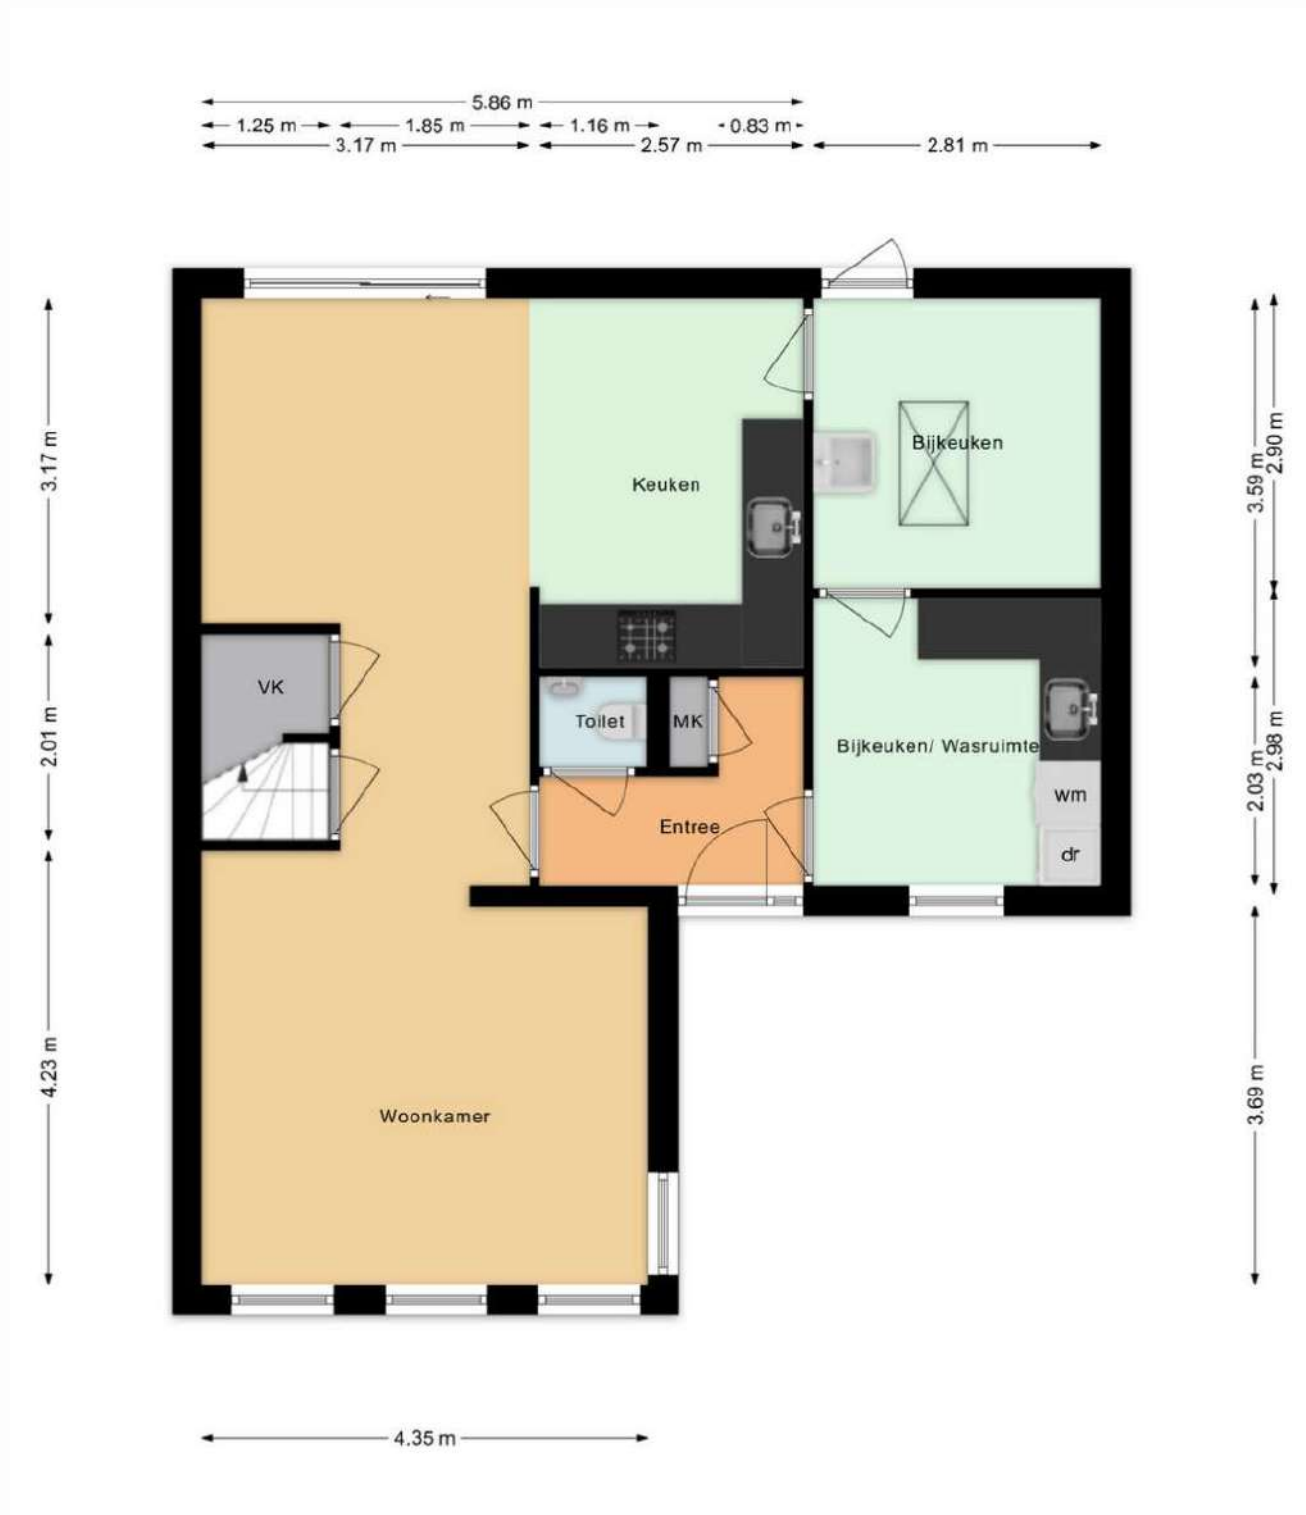 5.86 m
1.25 m
1.85 m
1.16 m
0.83 m
3.17 m
2.57 m
2.81 m
3.17 m
2.01 m
4.23 m
3.59 m
2.90 m
2.03 m
2.98 m
3.69 m
Bijkeuken
Keuken
VK
Toilet
MK
Bijkeuken/ Wasruimte
wm
Entree
dr
Woonkamer
4.35 m